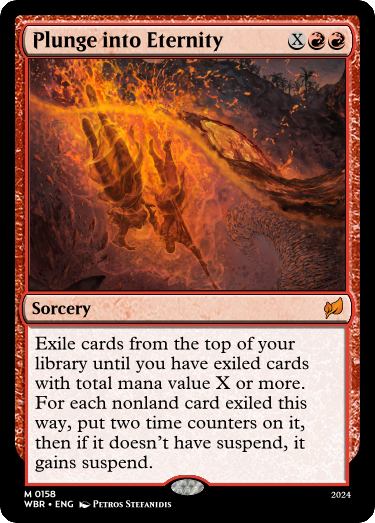 Plunge into Eternity X
Sorcery
Exile cards from the top of your
library until you have exiled cards
with total mana value X or more.
For each nonland card exiled this
way, put two time counters on it,
then if it doesn't have suspend, it
gains suspend.
M 0158
2024
WBR • ENG Petros Stefanidis